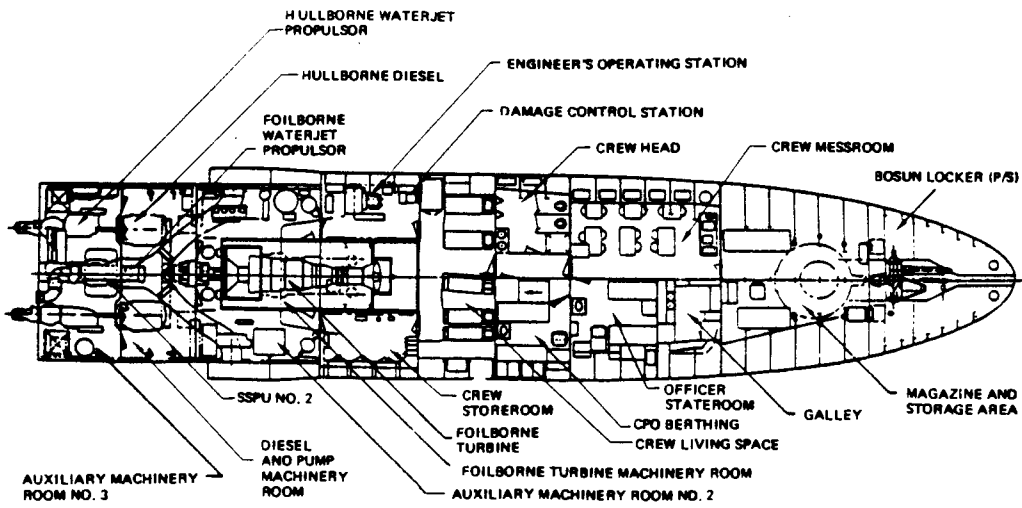 HULLBORNE WATERJET
PROPULSOR
HULLBORNE DIESEL
FOILBORNE
WATERJET
PROPULSOR
ENGINEER'S OPERATING STATION
DAMAGE CONTROL STATION
CREW HEAD
CREW MESSROOM
BOSUN LOCKER (P/S)
SSPU NO. 2
CREW
STOREROOM
OFFICER
STATEROOM
GALLEY
MAGAZINE AND
STORAGE AREA
CPO BERTHING
CREW LIVING SPACE
FOILBORNE
TURBINE
DIESEL
AND PUMP
MACHINERY
ROOM
FOILBORNE TURBINE MACHINERY ROOM
AUXILIARY MACHINERY
ROOM NO. 3
AUXILIARY MACHINERY ROOM NO. 2